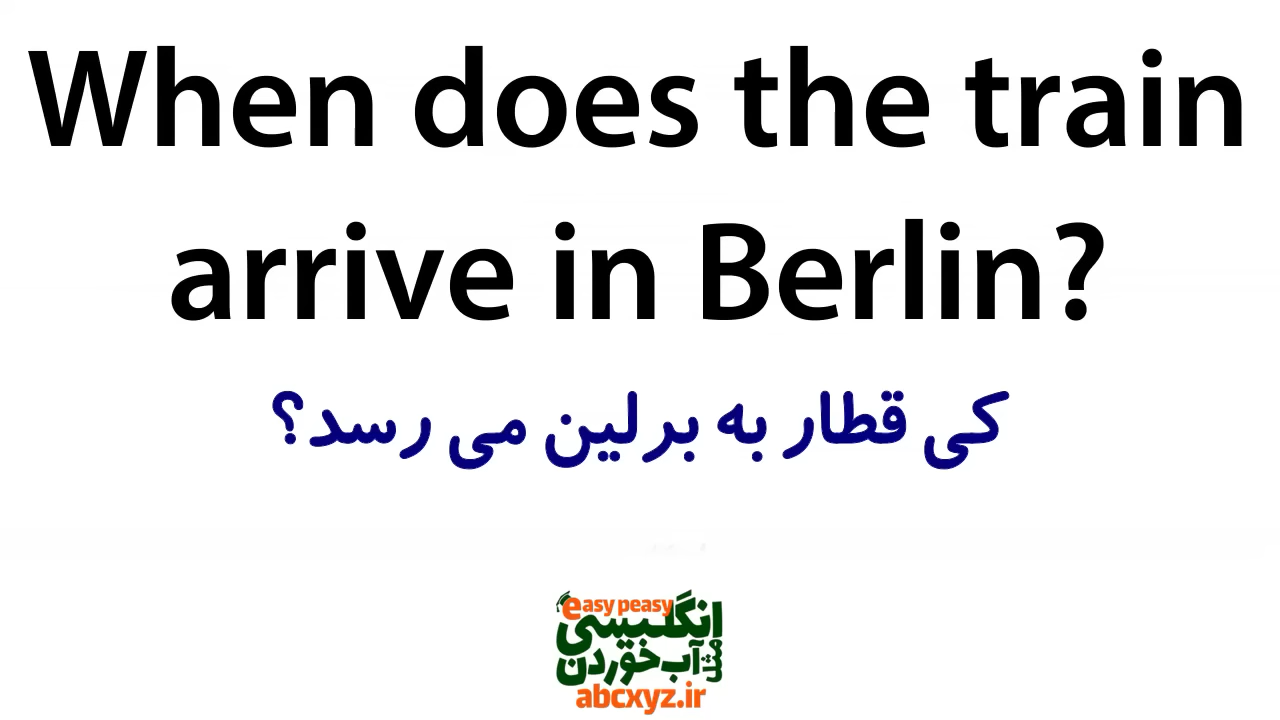 When does the train
arrive in Berlin?
کی قطار به برلین می رسد؟
easy peasy
انگلیسی
مثل آب خوردن
abcxyz.ir